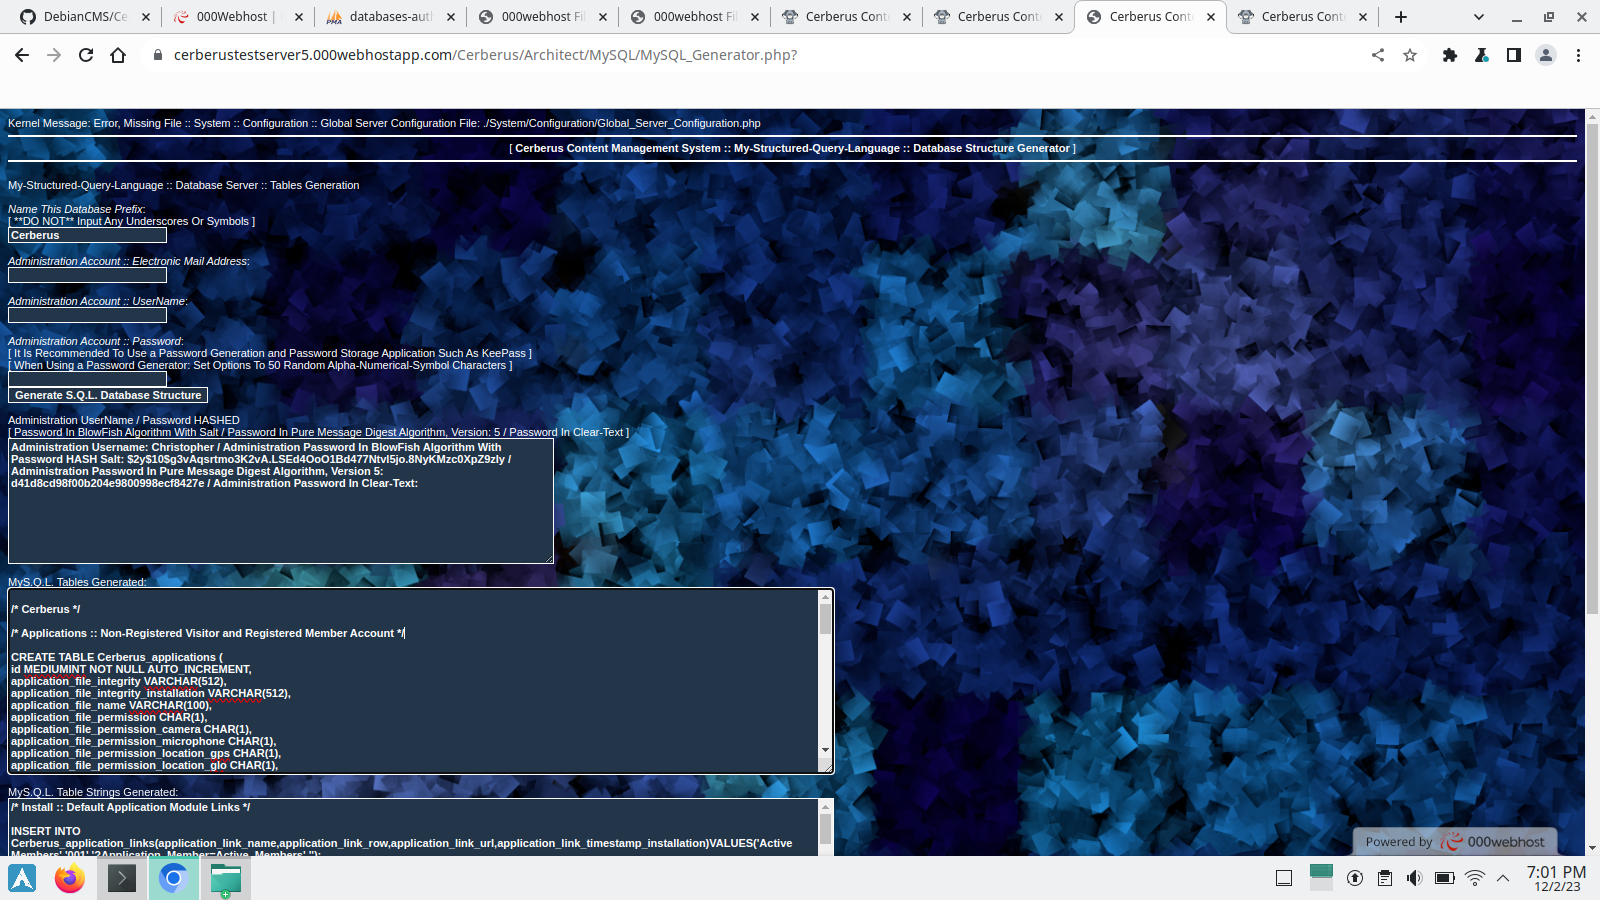 DebianCMS/Ce
000Webhost |
databases-aut
000webhost Fil
000webhost Fil
Cerberus Cont
Cerberus Cont
Cerberus Cont
Cerberus Cont
cerberustestserver5.000webhostapp.com/Cerberus/Architect/MySQL/MySQL_Generator.php?
Kernel Message: Error, Missing File :: System :: Configuration :: Global Server Configuration File: ./System/Configuration/Global_Server_Configuration.php
[ Cerberus Content Management System :: My-Structured-Query-Language :: Database Structure Generator ]
My-Structured-Query-Language :: Database Server :: Tables Generation
Name This Database Prefix:
[ **DO NOT** Input Any Underscores Or Symbols ]
Cerberus
Administration Account :: Electronic Mail Address:
Administration Account :: UserName:
Administration Account :: Password:
[ It Is Recommended To Use a Password Generation and Password Storage Application Such As KeePass ]
[ When Using a Password Generator: Set Options To 50 Random Alpha-Numerical-Symbol Characters ]
Generate S.Q.L. Database Structure
Administration UserName / Password HASHED
[ Password In BlowFish Algorithm With Salt / Password In Pure Message Digest Algorithm, Version: 5 / Password In Clear-Text ]
Administration Username: Christopher / Administration Password In BlowFish Algorithm With
Password HASH Salt: $2y$10$g3vAqsrtmo3K2vA.LSEd4OoO1Bd477Ntvl5jo.8NyKMzc0XpZ9zly /
Administration Password In Pure Message Digest Algorithm, Version 5:
d41d8cd98f00b204e9800998ecf8427e / Administration Password In Clear-Text:
MyS.Q.L. Tables Generated:
/* Cerberus */
/* Applications :: Non-Registered Visitor and Registered Member Account */
CREATE TABLE Cerberus_applications (
id MEDIUMINT NOT NULL AUTO_INCREMENT,
application_file_integrity VARCHAR(512),
application_file_integrity_installation VARCHAR(512),
application_file_name VARCHAR(100),
application_file_permission CHAR(1),
application_file_permission_camera CHAR(1),
application_file_permission_microphone CHAR(1),
application_file_permission_location_gps CHAR(1),
application_file_permission_location_glo CHAR(1),
MyS.Q.L. Table Strings Generated:
/* Install :: Default Application Module Links */
INSERT INTO
Cerberus_application_links(application_link_name,application_link_row,application_link_url,application_link_timestamp_installation)VALUES('Active
Members','001','?Application_Member=Active_Members','');
Powered by 000webhost
PMA
7:01 PM
12/2/23